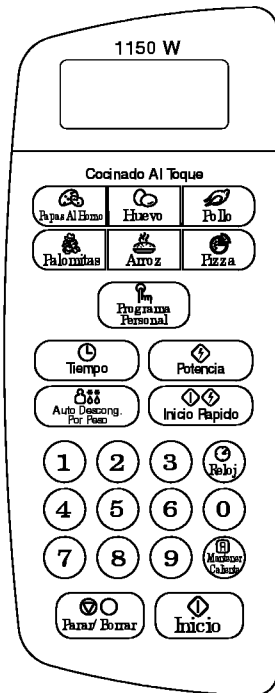 1150 W
Cocinado Al Toque
Papas Al Horno Huevo Pollo
Palomitas Arroz Pizza
Programa
Personal
Tiempo Potencia
Auto Descong.
Por Peso
Inicio Rapido
1 2 3 Reloj
4 5 6 0
7 8 9 Mantener
Caliente
Parar/ Borrar Inicio